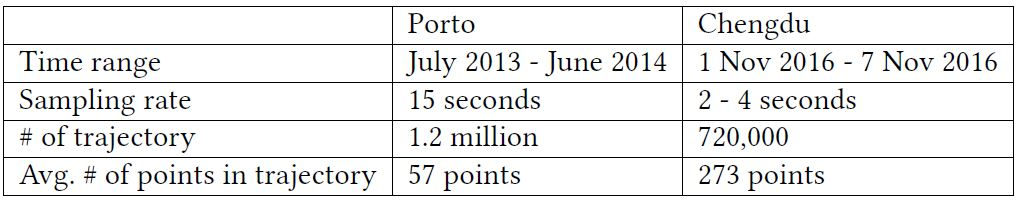 Porto Chengdu
Time range July 2013 - June 2014 1 Nov 2016 - 7 Nov 2016
Sampling rate 15 seconds 2 - 4 seconds
# of trajectory 1.2 million 720,000
Avg. # of points in trajectory 57 points 273 points